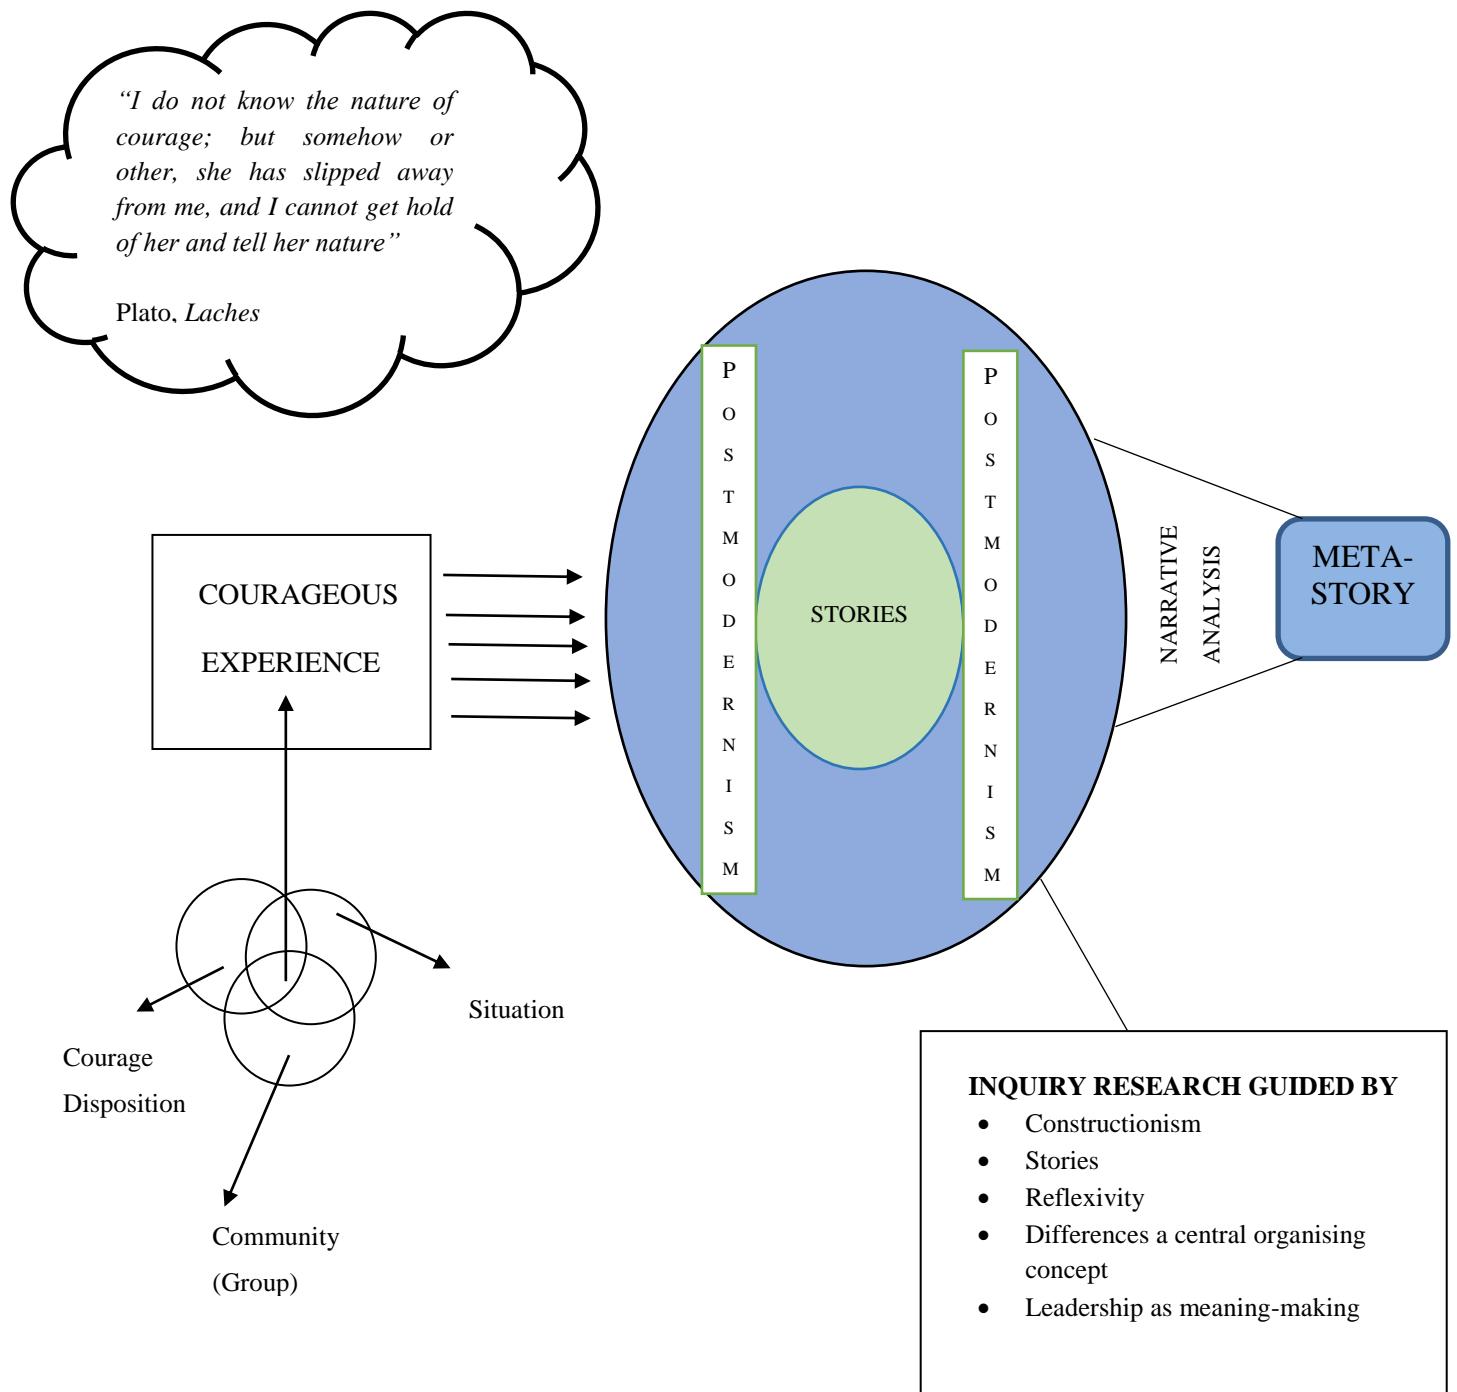 “I do not know the nature of
courage; but somehow or
other, she has slipped away
from me, and I cannot get hold
of her and tell her nature”
Plato, Laches
COURAGEOUS
EXPERIENCE
Courage
Disposition
Situation
Community
(Group)
P
O
S
T
M
O
D
E
R
N
I
S
M
STORIES
P
O
S
T
M
O
D
E
R
N
I
S
M
NARRATIVE
ANALYSIS
META-
STORY
INQUIRY RESEARCH GUIDED BY
• Constructionism
• Stories
• Reflexivity
• Differences a central organising
concept
• Leadership as meaning-making